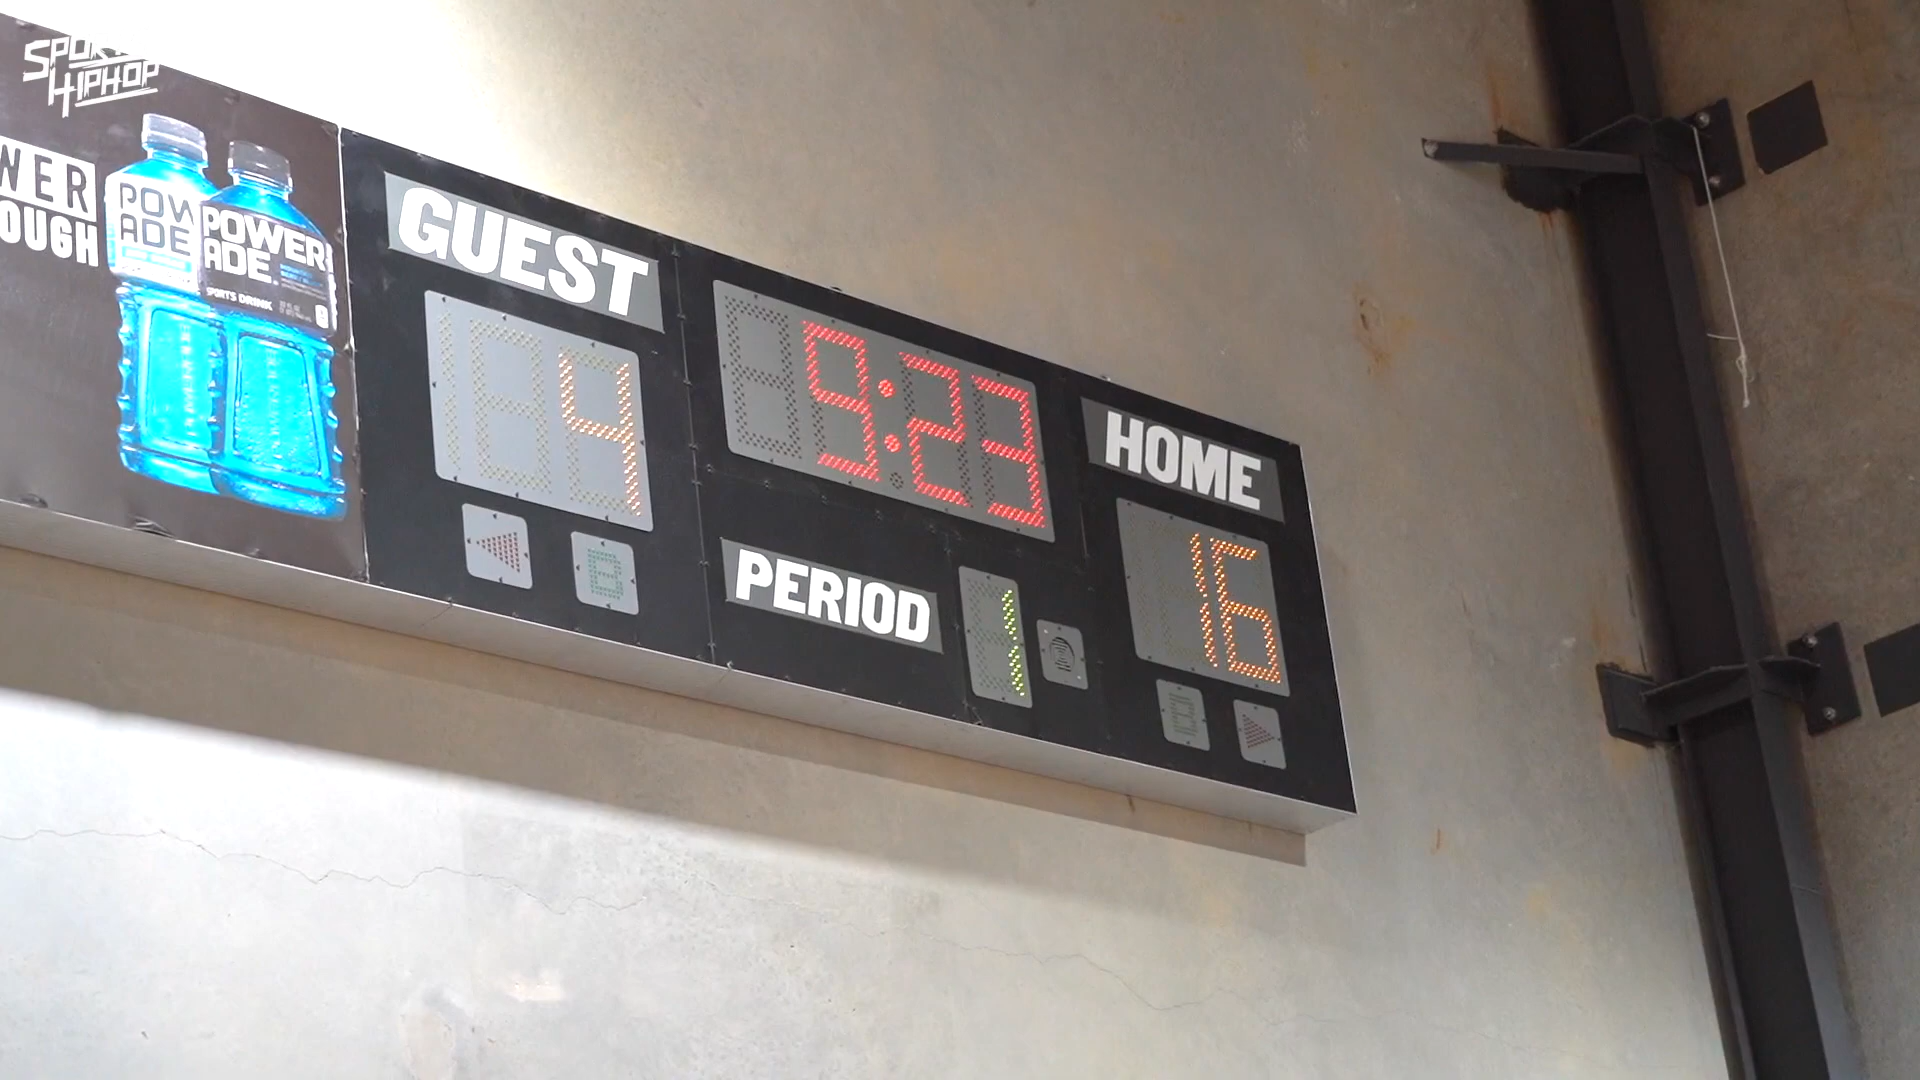 SPORTS
HIPHOP
WER
OUGH
POW
ADE
POWER
ADE
SPORTS DRINK
GUEST
4
9:23
HOME
16
PERIOD
1